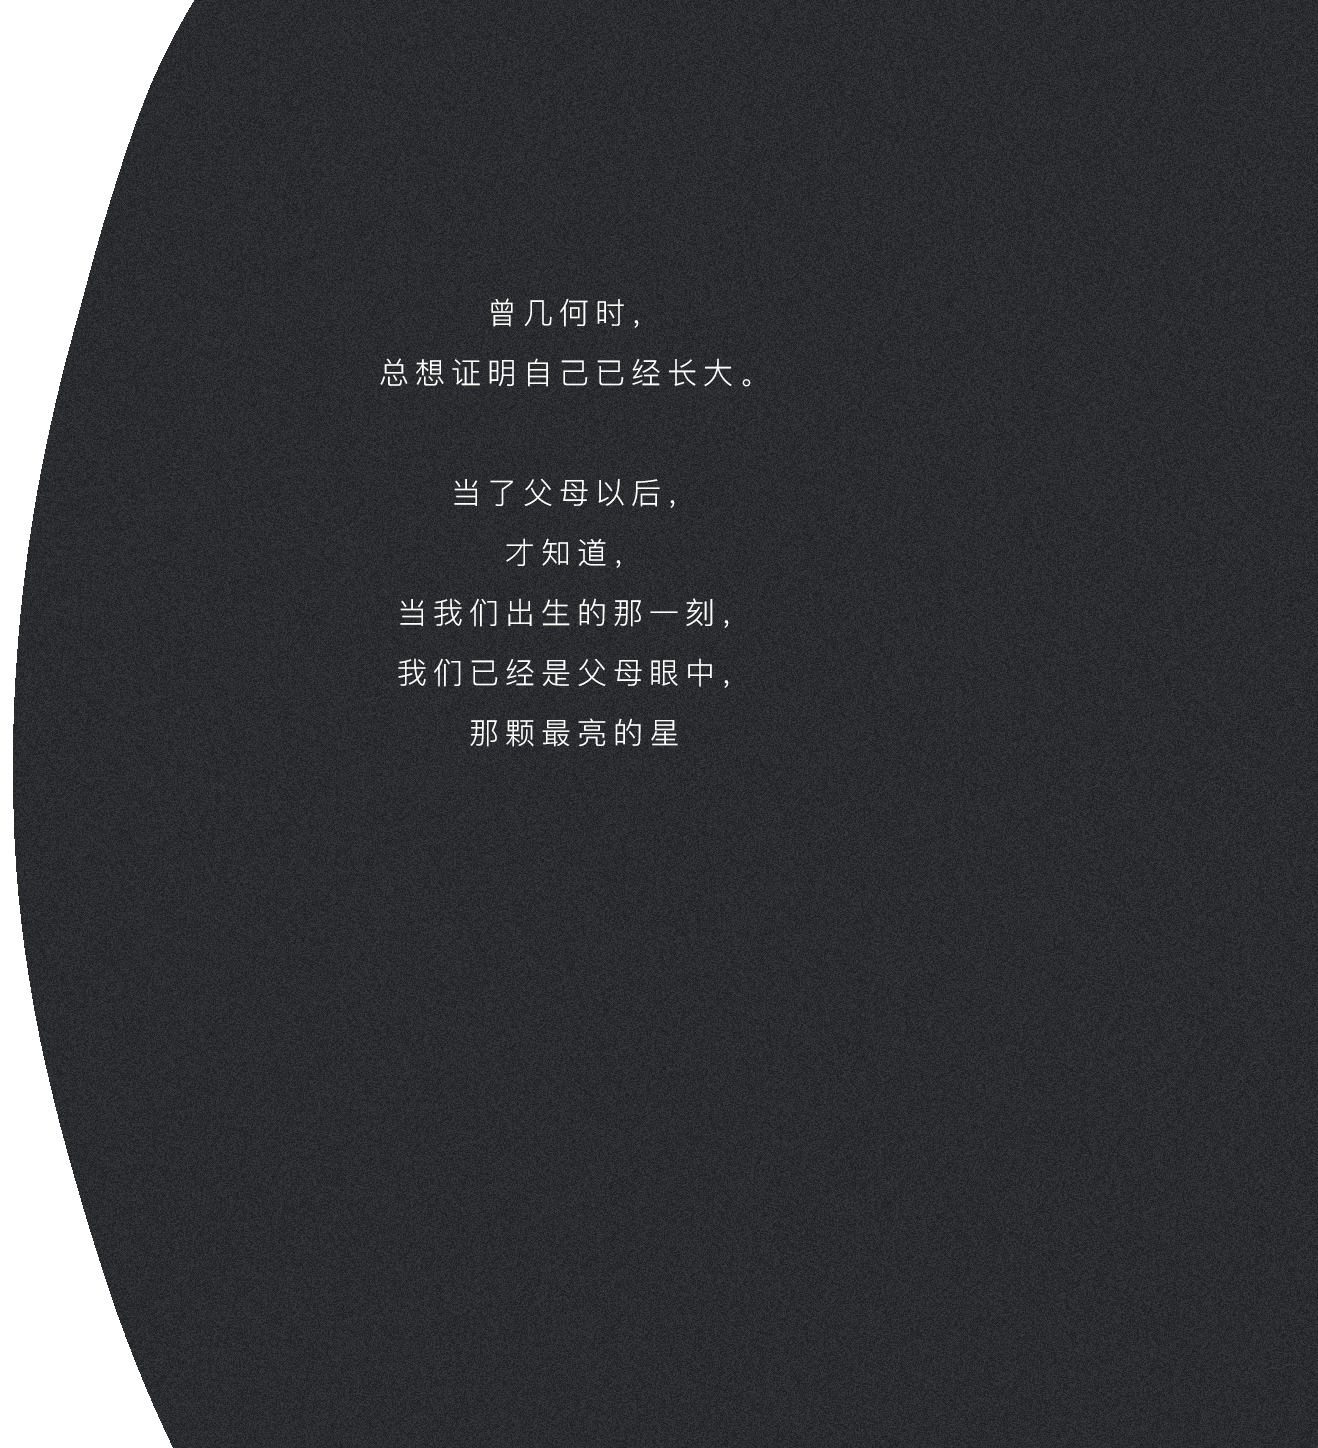 曾几何时，
总想证明自己已经长大。
当了父母以后，
才知道，
当我们出生的那一刻，
我们已经是父母眼中，
那颗最亮的星